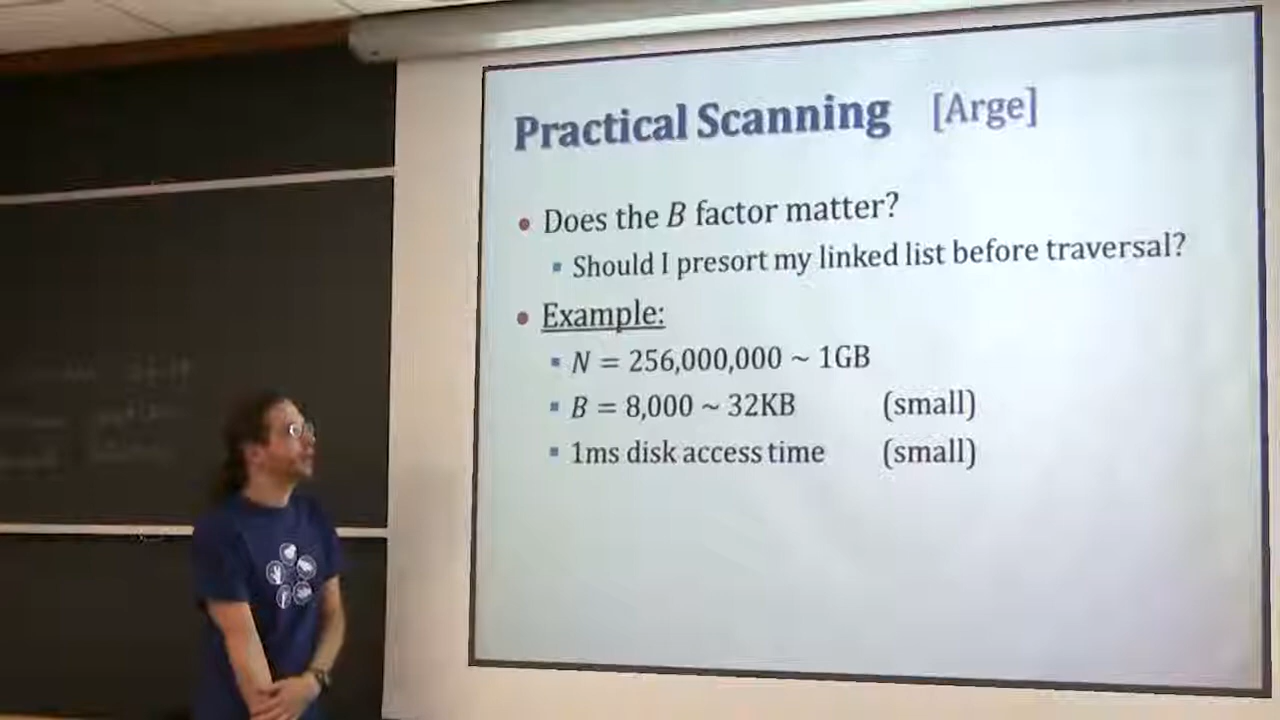 Practical Scanning [Arge]
Does the B factor matter?
Should I presort my linked list before traversal?
Example:
N = 256,000,000 ~ 1GB
B = 8,000 ~ 32KB (small)
1ms disk access time (small)